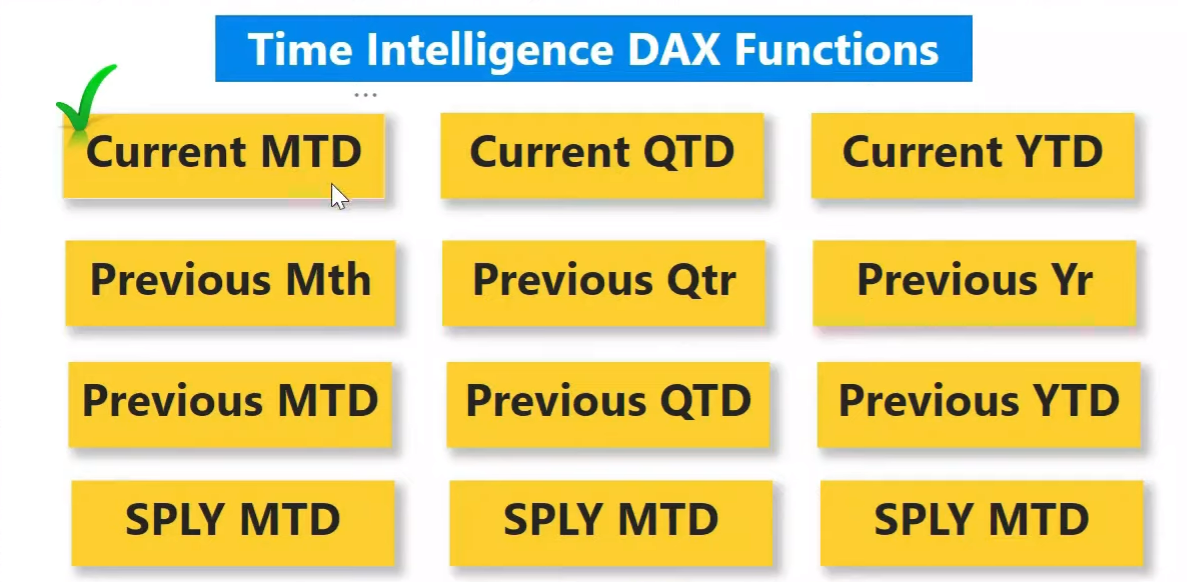 Time Intelligence DAX Functions
...
Current MTD
Current QTD
Current YTD
Previous Mth
Previous Qtr
Previous Yr
Previous MTD
Previous QTD
Previous YTD
SPLY MTD
SPLY MTD
SPLY MTD